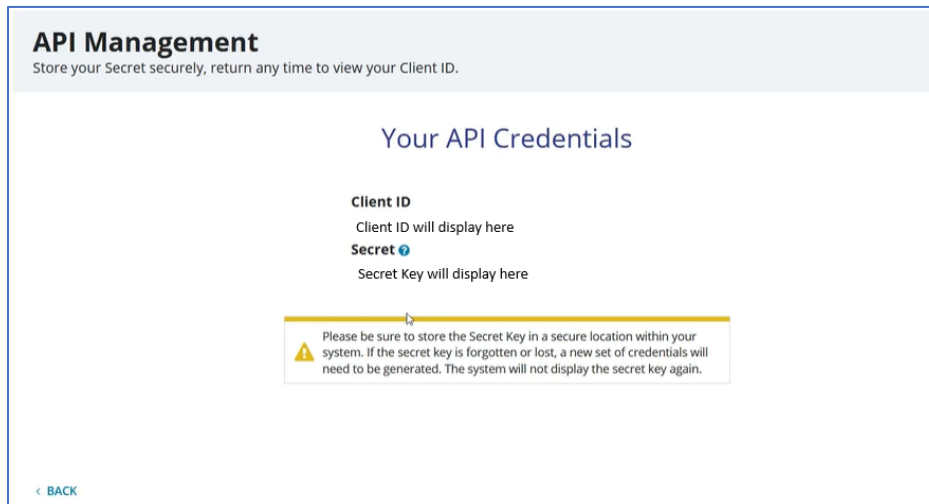 API Management
Store your Secret securely, return any time to view your Client ID.
Your API Credentials
Client ID
Client ID will display here
Secret ?
Secret Key will display here
Please be sure to store the Secret Key in a secure location within your
system. If the secret key is forgotten or lost, a new set of credentials will
need to be generated. The system will not display the secret key again.
< BACK